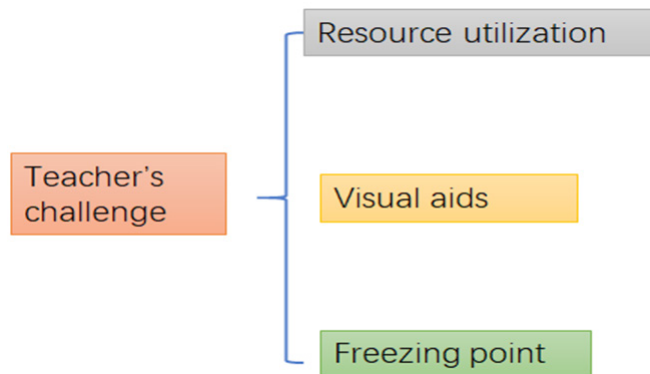 Resource utilization
Teacher's
challenge
Visual aids
Freezing point